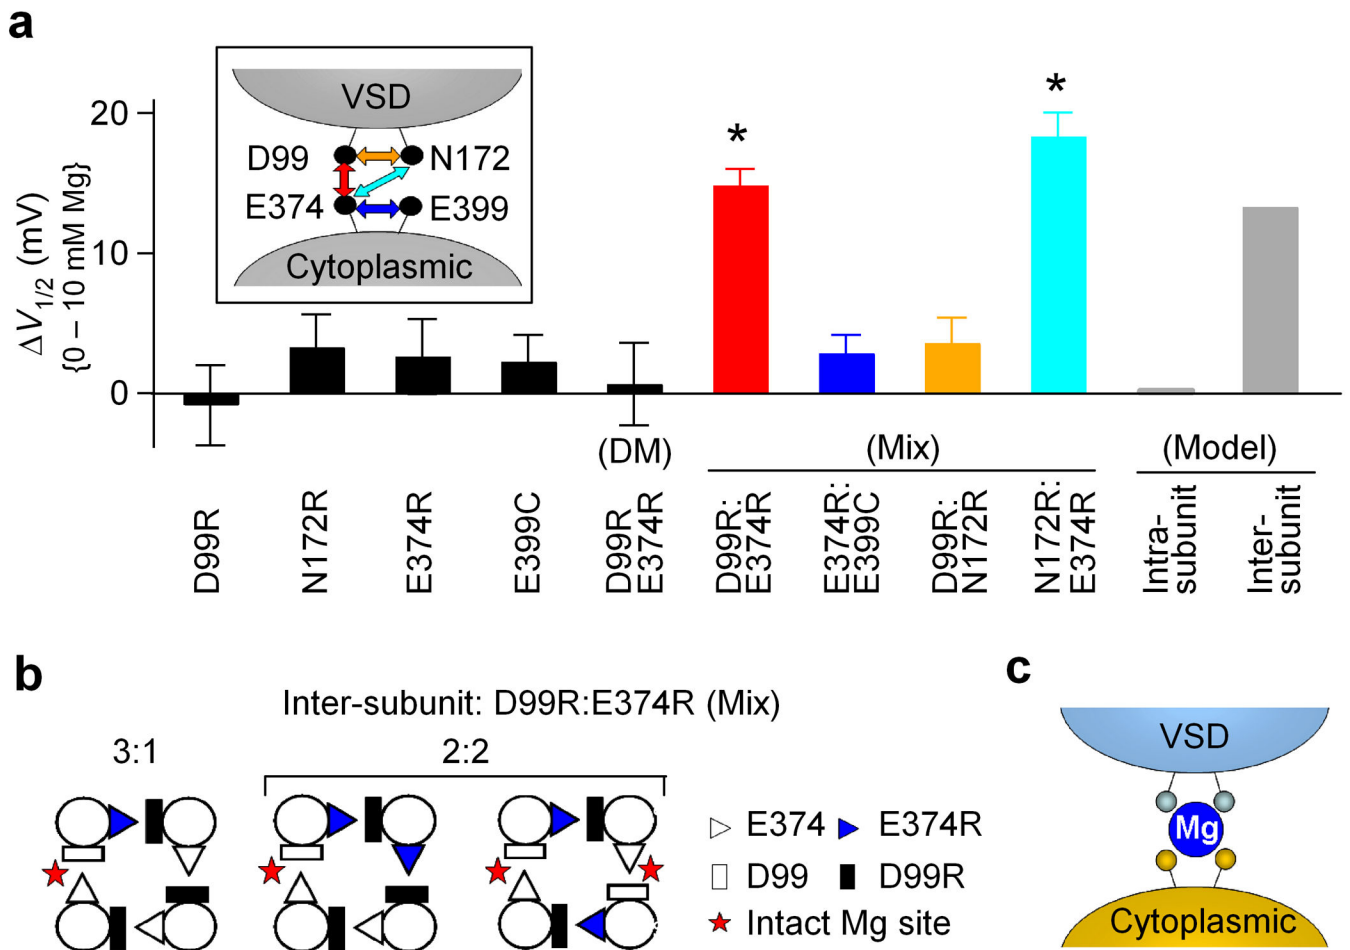 a
20
10
0
ΔV1/2 (mV)
{0 – 10 mM Mg}
VSD
D99
N172
E374
E399
Cytoplasmic
*
*
(DM)
(Mix)
(Model)
D99R
N172R
E374R
E399C
D99R
E374R
D99R:
E374R
E374R:
E399C
D99R:
N172R
N172R:
E374R
Intra-
subunit
Inter-
subunit
b
Inter-subunit: D99R:E374R (Mix)
3:1
2:2
E374
E374R
D99
D99R
Intact Mg site
c
VSD
Mg
Cytoplasmic